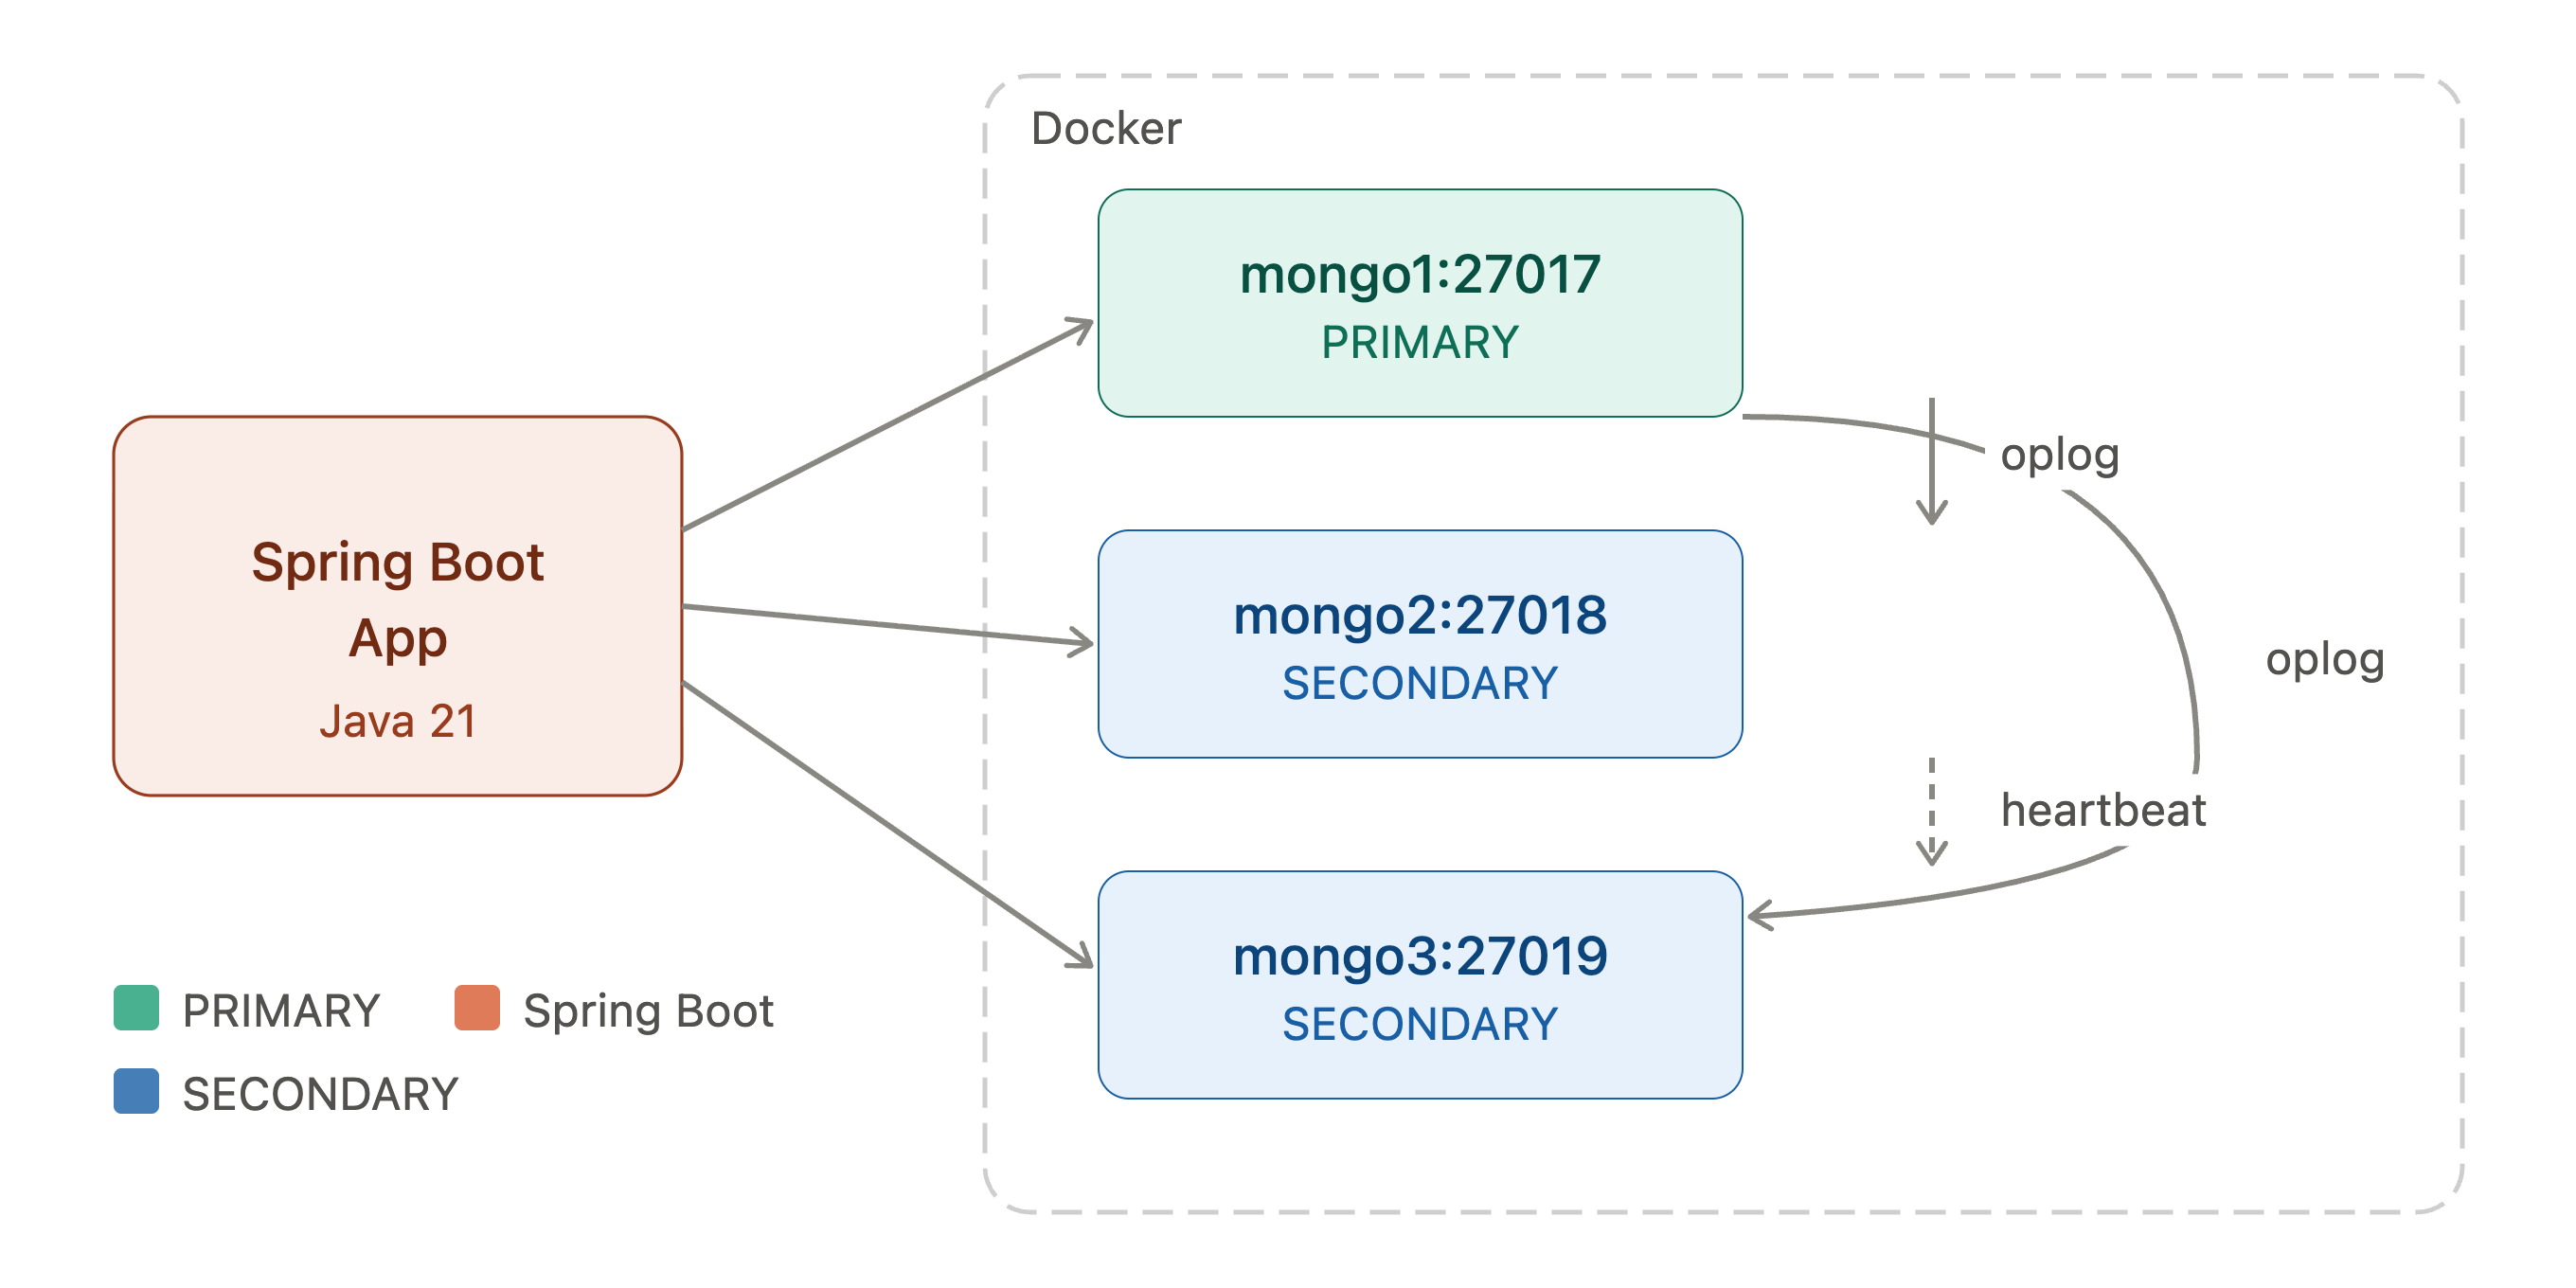 Docker
mongo1:27017
PRIMARY
oplog
Spring Boot
App
Java 21
mongo2:27018
SECONDARY
oplog
heartbeat
mongo3:27019
SECONDARY
PRIMARY
Spring Boot
SECONDARY